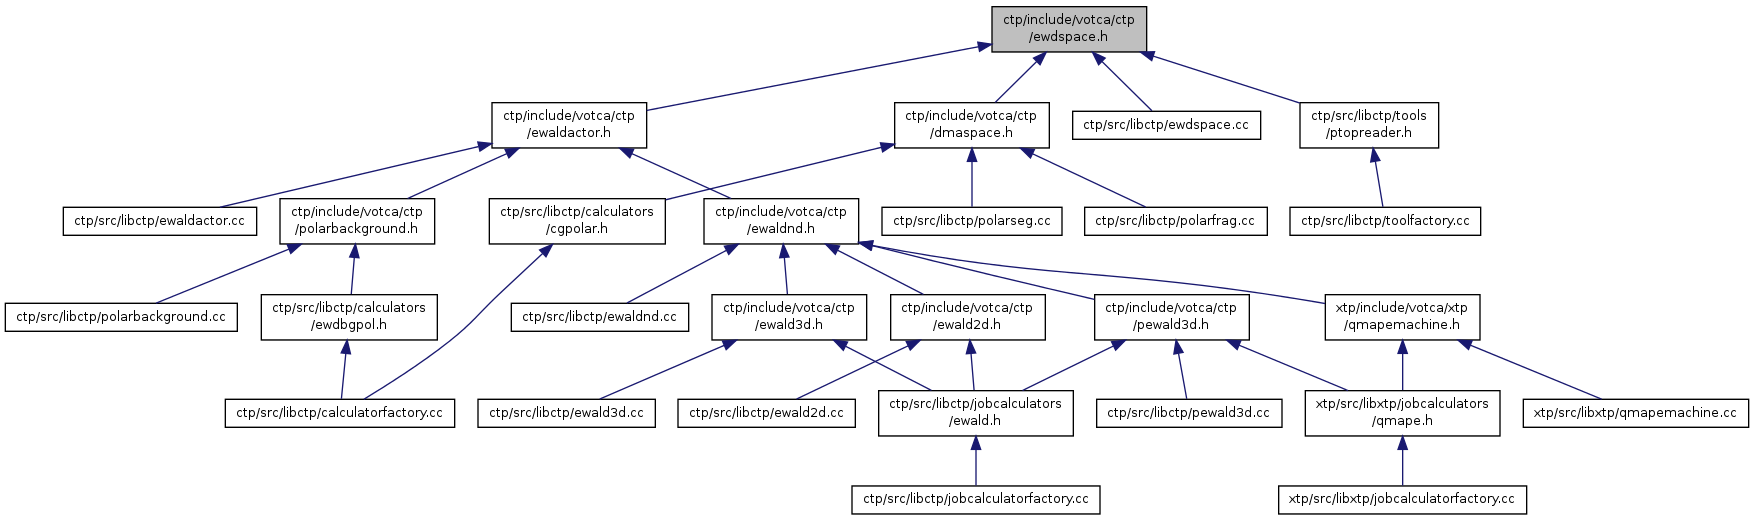 ctp/include/votca/ctp
/ewdspace.h
ctp/include/votca/ctp
/ewaldactor.h
ctp/include/votca/ctp
/dmaspace.h
ctp/src/libctp/ewdspace.cc
ctp/src/libctp/tools
/ptopreader.h
ctp/src/libctp/ewaldactor.cc
ctp/include/votca/ctp
/polarbackground.h
ctp/src/libctp/calculators
/cgpolar.h
ctp/include/votca/ctp
/ewaldnd.h
ctp/src/libctp/polarseg.cc
ctp/src/libctp/polarfrag.cc
ctp/src/libctp/toolfactory.cc
ctp/src/libctp/polarbackground.cc
ctp/src/libctp/calculators
/ewdbgpol.h
ctp/src/libctp/ewaldnd.cc
ctp/include/votca/ctp
/ewald3d.h
ctp/include/votca/ctp
/ewald2d.h
ctp/include/votca/ctp
/pewald3d.h
xtp/include/votca/xtp
/qmapemachine.h
ctp/src/libctp/calculatorfactory.cc
ctp/src/libctp/ewald3d.cc
ctp/src/libctp/ewald2d.cc
ctp/src/libctp/jobcalculators
/ewald.h
ctp/src/libctp/pewald3d.cc
xtp/src/libxtp/jobcalculators
/qmape.h
xtp/src/libxtp/qmapemachine.cc
ctp/src/libctp/jobcalculatorfactory.cc
xtp/src/libxtp/jobcalculatorfactory.cc